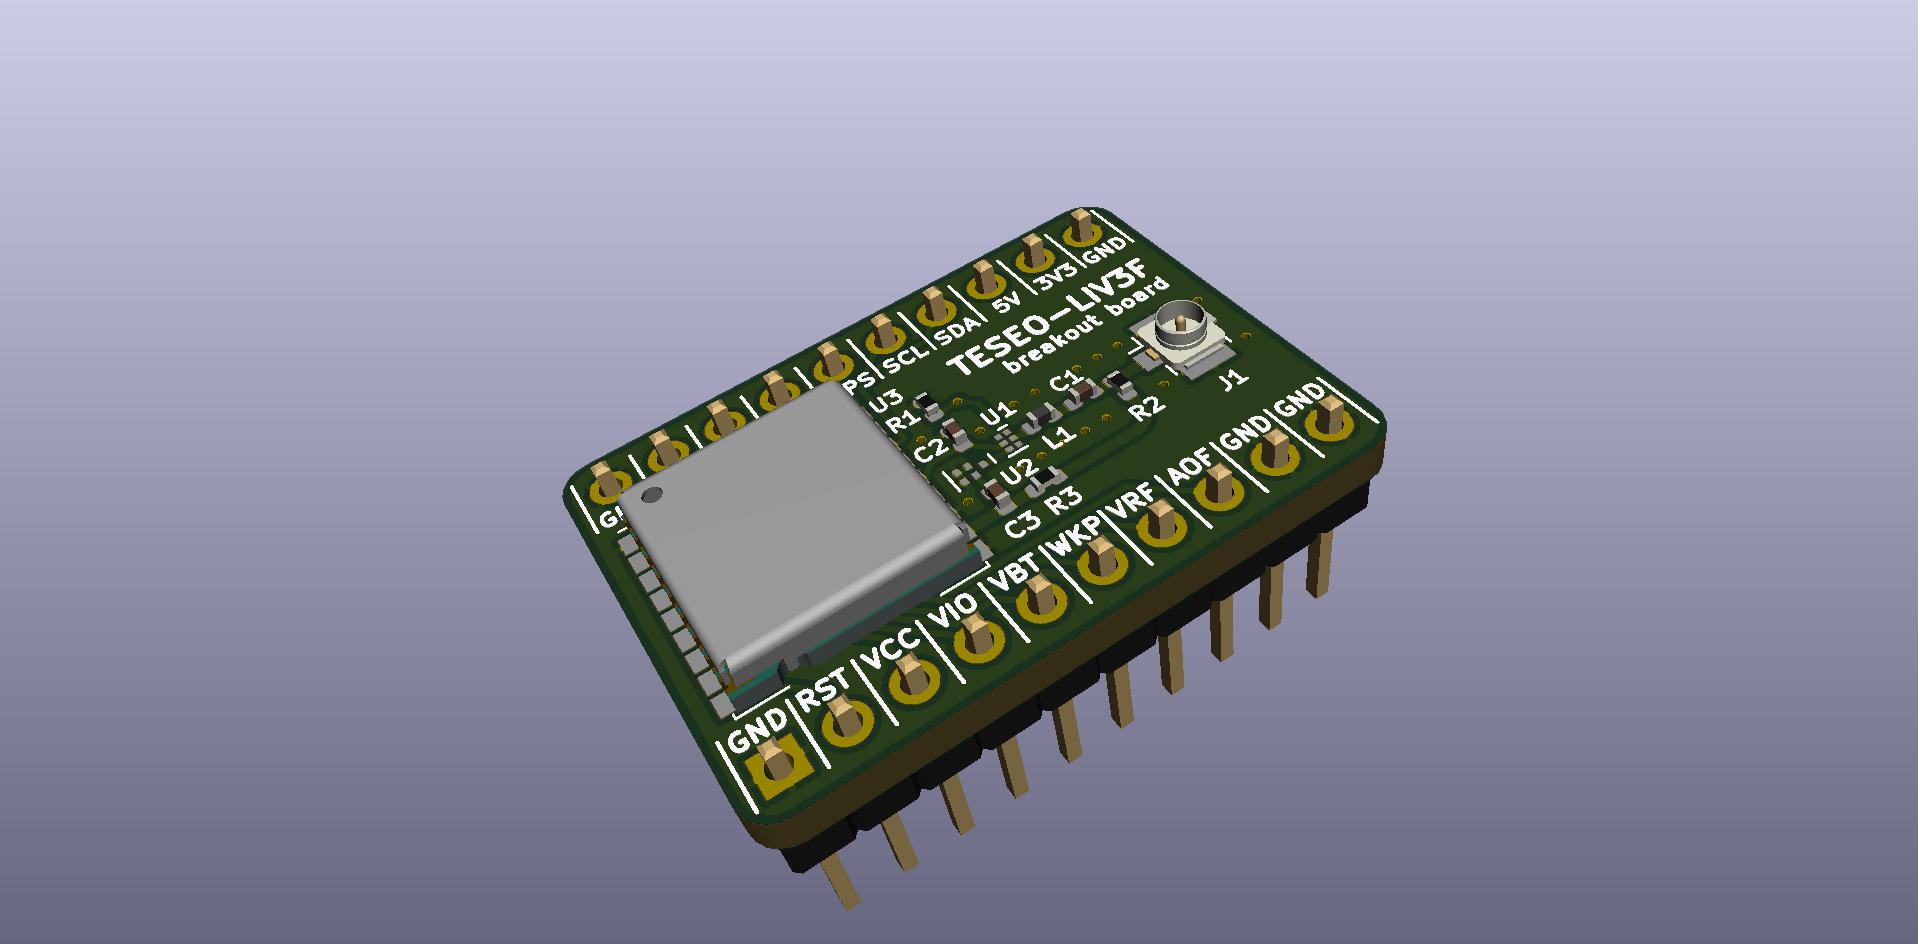 GND
3V3
5V
SDA
SCL
TESEO-LIV3F
breakout board
J1
C1
R2
U3
R1
U1
C2
L1
U2
C3
R3
GND
GND
AOF
VRF
WKP
VBT
VIO
VCC
RST
GND